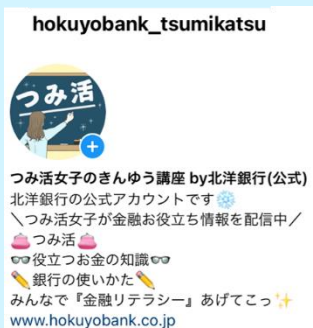 hokuyobank_tsumikatsu
つみ活
つみ活女子のきんゆう講座 by北洋銀行(公式)
北洋銀行の公式アカウントです❄️
＼つみ活女子が金融お役立ち情報を配信中／
👛つみ活👛
👓役立つお金の知識👓
✏️銀行の使いかた✏️
みんなで『金融リテラシー』あげてこっ✨
www.hokuyobank.co.jp